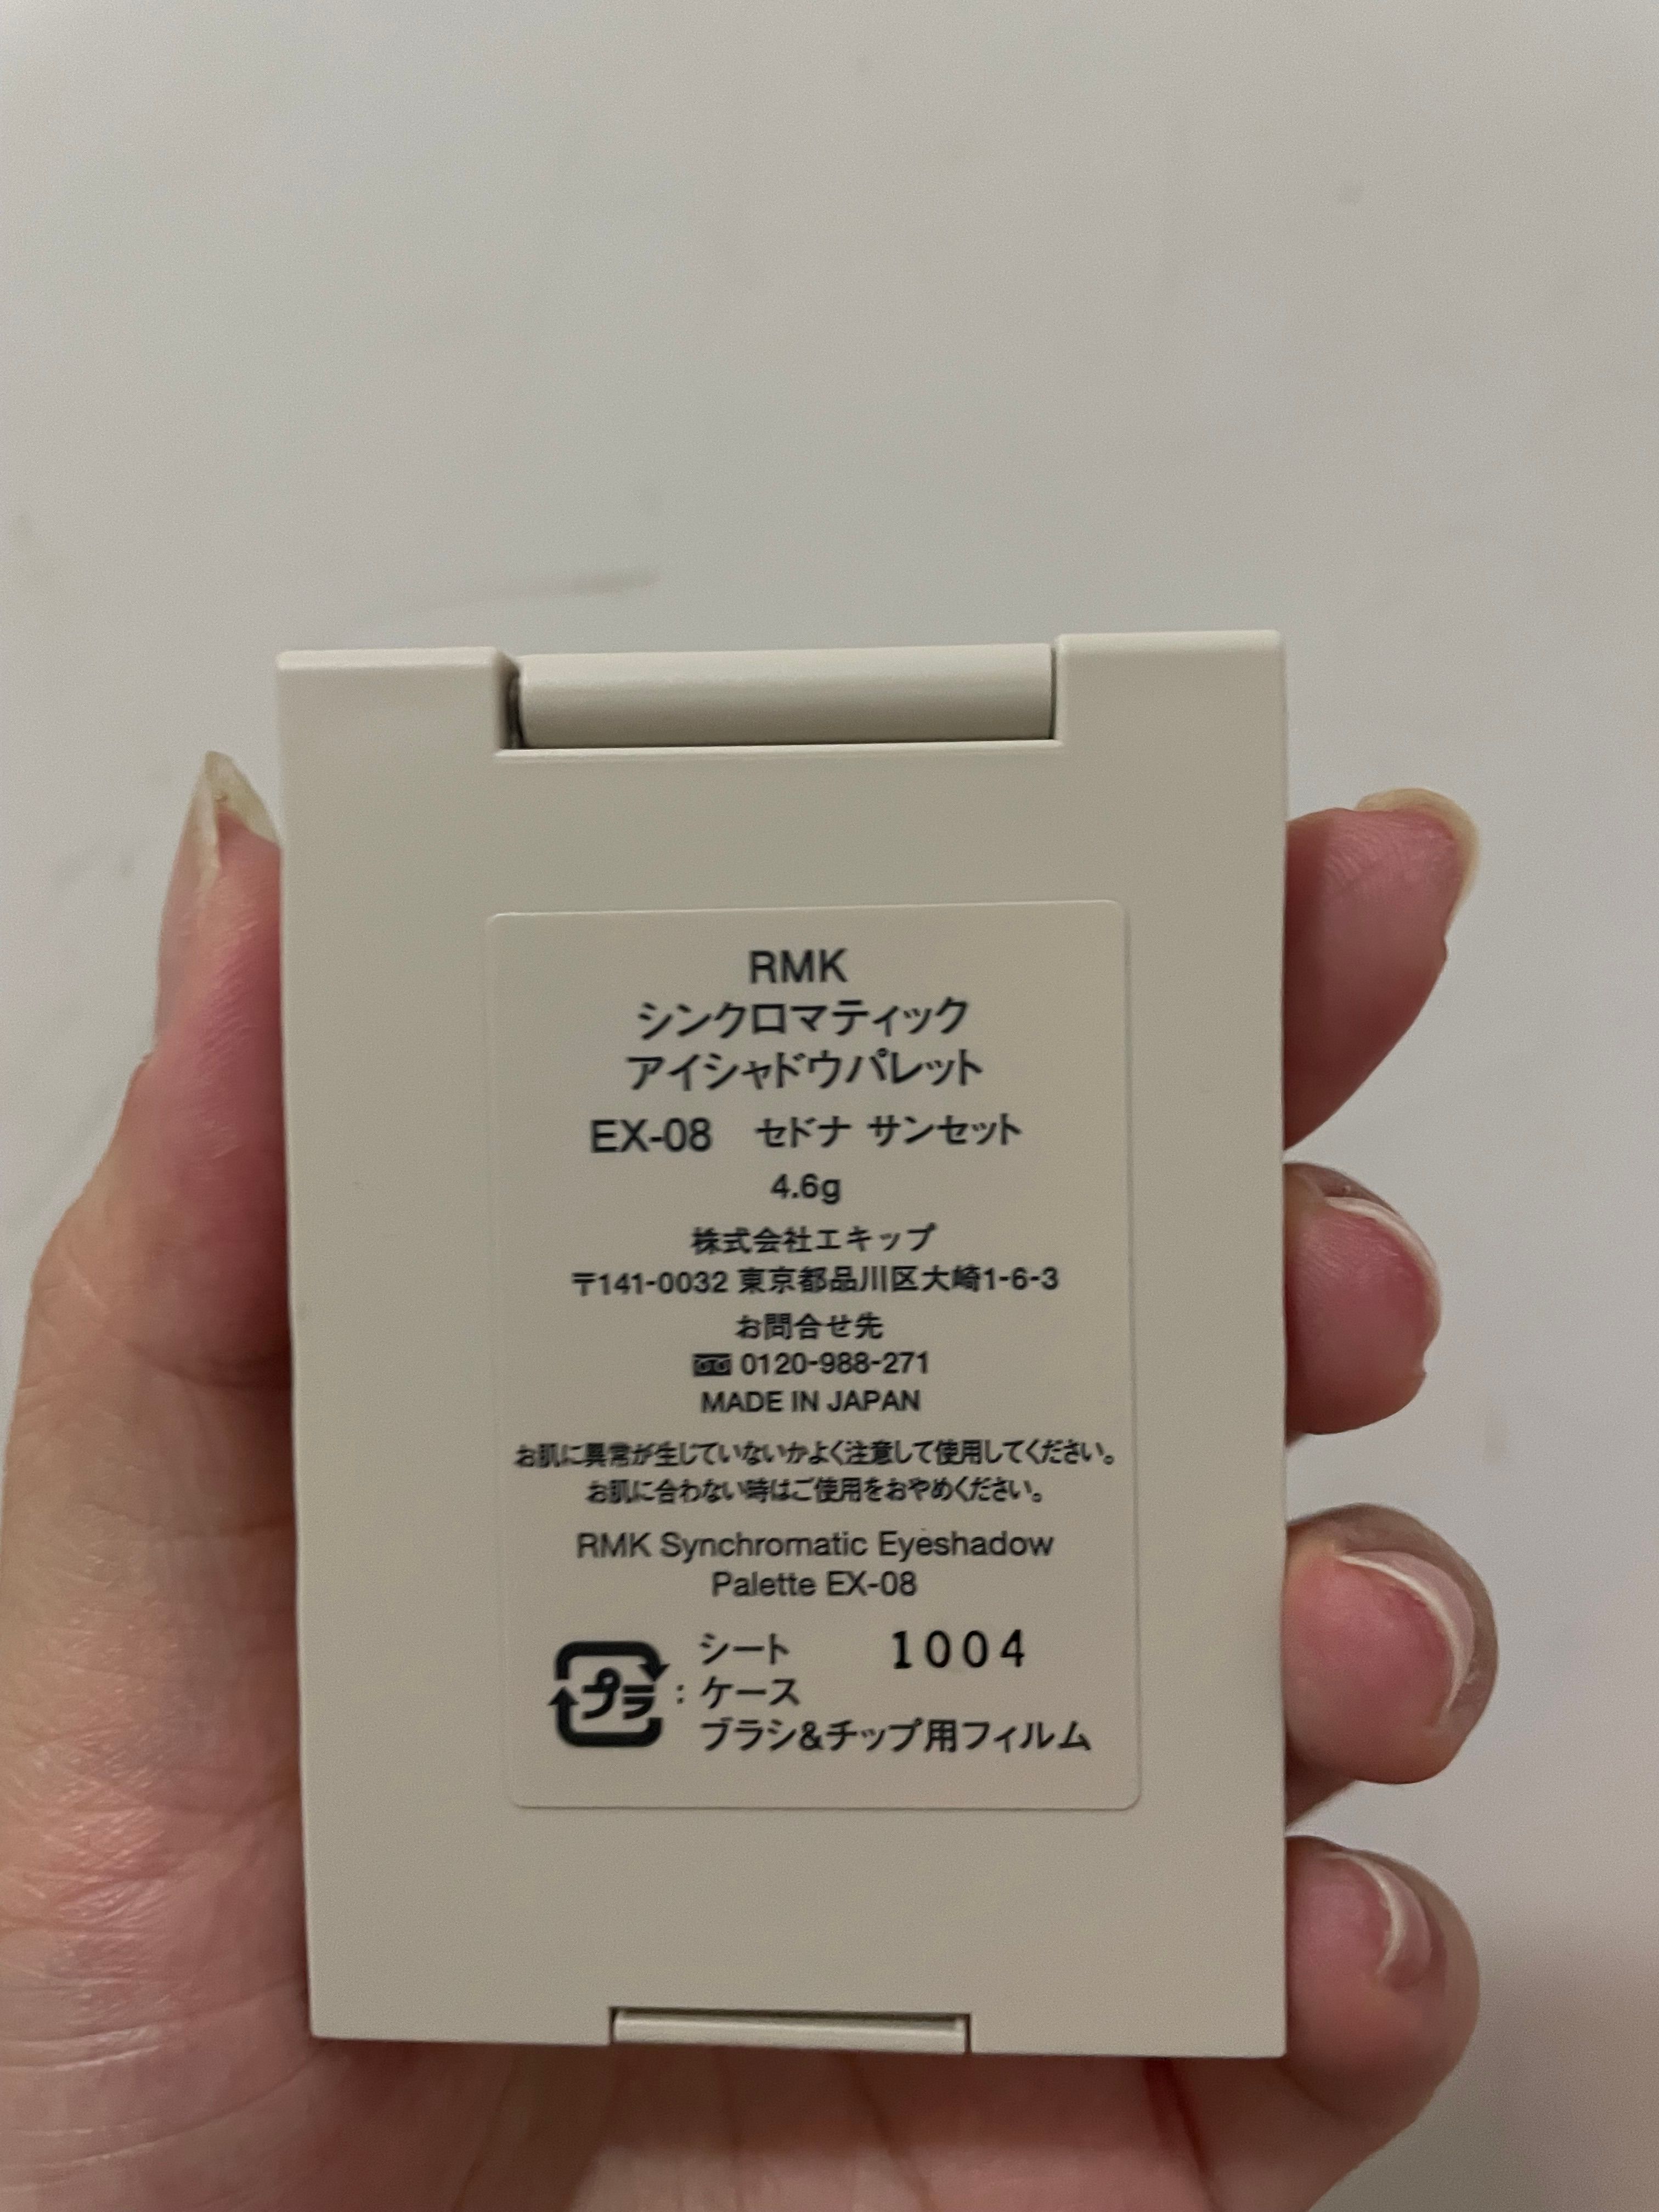 RMK
シンクロマティック
アイシャドウパレット
EX-08 セドナ サンセット
4.6g
株式会社エキップ
〒141-0032 東京都品川区大崎1-6-3
お問合せ先
0120-988-271
MADE IN JAPAN
お肌に異常が生じていないかよく注意して使用してください。
お肌に合わない時はご使用をおやめください。
RMK Synchromatic Eyeshadow
Palette EX-08
シート 1004
プラ : ケース
ブラシ&チップ用フィルム